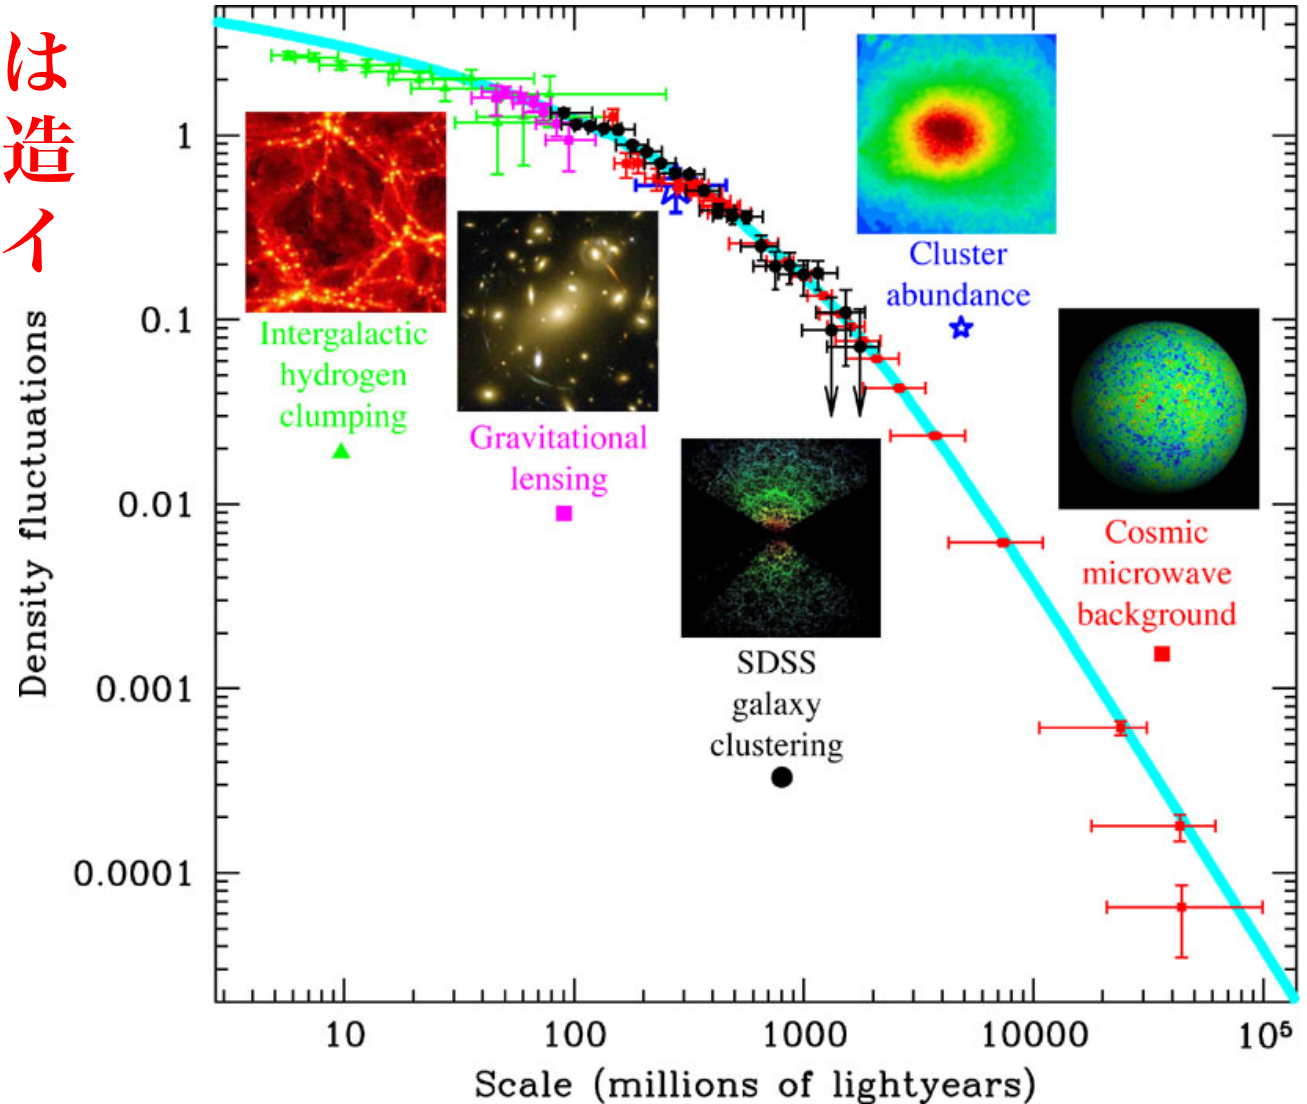 は
造
イ
Density fluctuations
1
0.1
0.01
0.001
0.0001
Intergalactic
hydrogen
clumping
Gravitational
lensing
SDSS
galaxy
clustering
Cluster
abundance
Cosmic
microwave
background
10
100
1000
10000
10⁵
Scale (millions of lightyears)